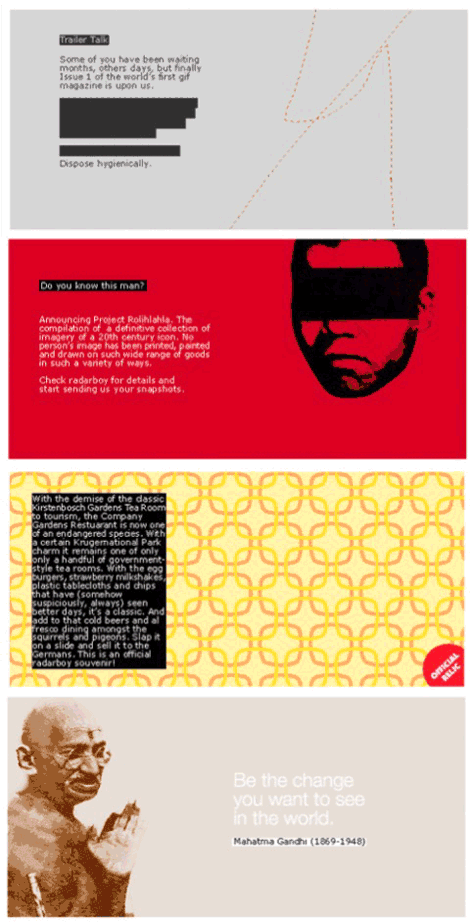 Trailer Talk
Some of you have been waiting
months, others days, but finally
Issue 1 of the world's first gif
magazine is upon us.
Dispose hygienically.
Do you know this man?
Announcing Project Rolihlahla. The
compilation of a definitive collection of
imagery of a 20th century icon. No
person's image has been printed, painted
and drawn on such wide range of goods
in such a variety of ways.
Check radarboy for details and
start sending us your snapshots.
With the demise of the classic
Kirstenbosch Gardens Tea Room
to tourism, the Company
Gardens Restuarant is now one
of an endangered species. With
a certain Krugernational Park
charm it remains one of only
only a handful of government-
style tea rooms. With the egg
burgers, strawberry milkshakes,
plastic tablecloths and chips
that have (somehow
suspiciously, always) seen
better days, it's a classic. And
add to that cold beers and al
fresco dining amongst the
squirrels and pigeons. Slap it
on a slide and sell it to the
Germans. This is an official
radarboy souvenir!
OFFICIAL
RELIC
Be the change
you want to see
in the world.
Mahatma Gandhi (1869-1948)